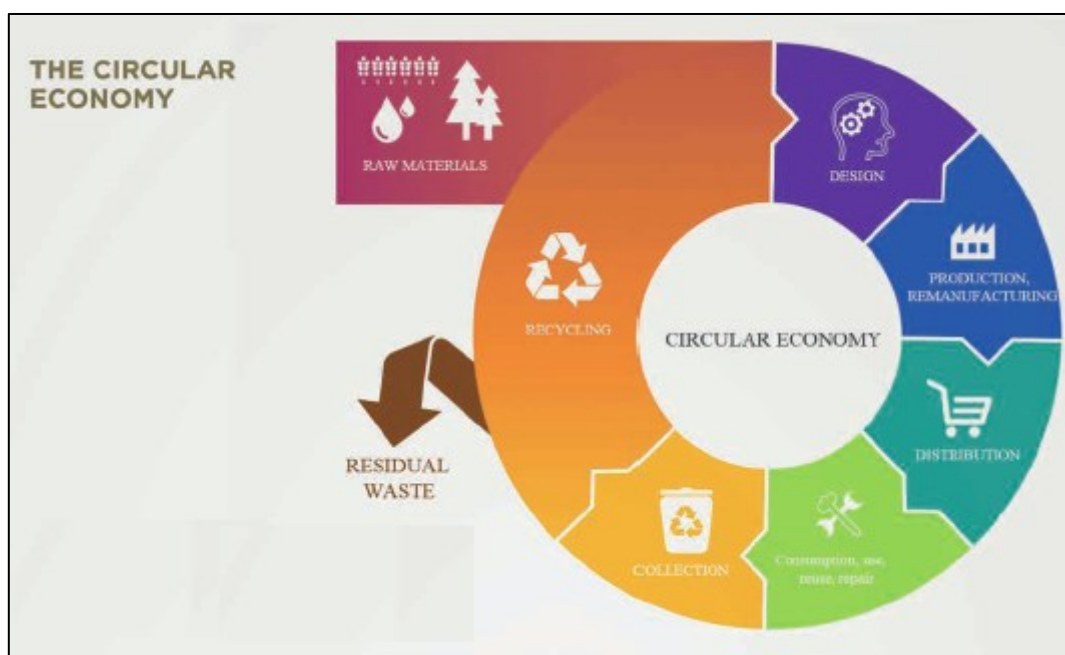 THE CIRCULAR
ECONOMY
RAW MATERIALS
DESIGN
PRODUCTION,
REMANUFACTURING
RECYCLING
CIRCULAR ECONOMY
DISTRIBUTION
RESIDUAL
WASTE
COLLECTION
Consumption, use,
reuse, repair